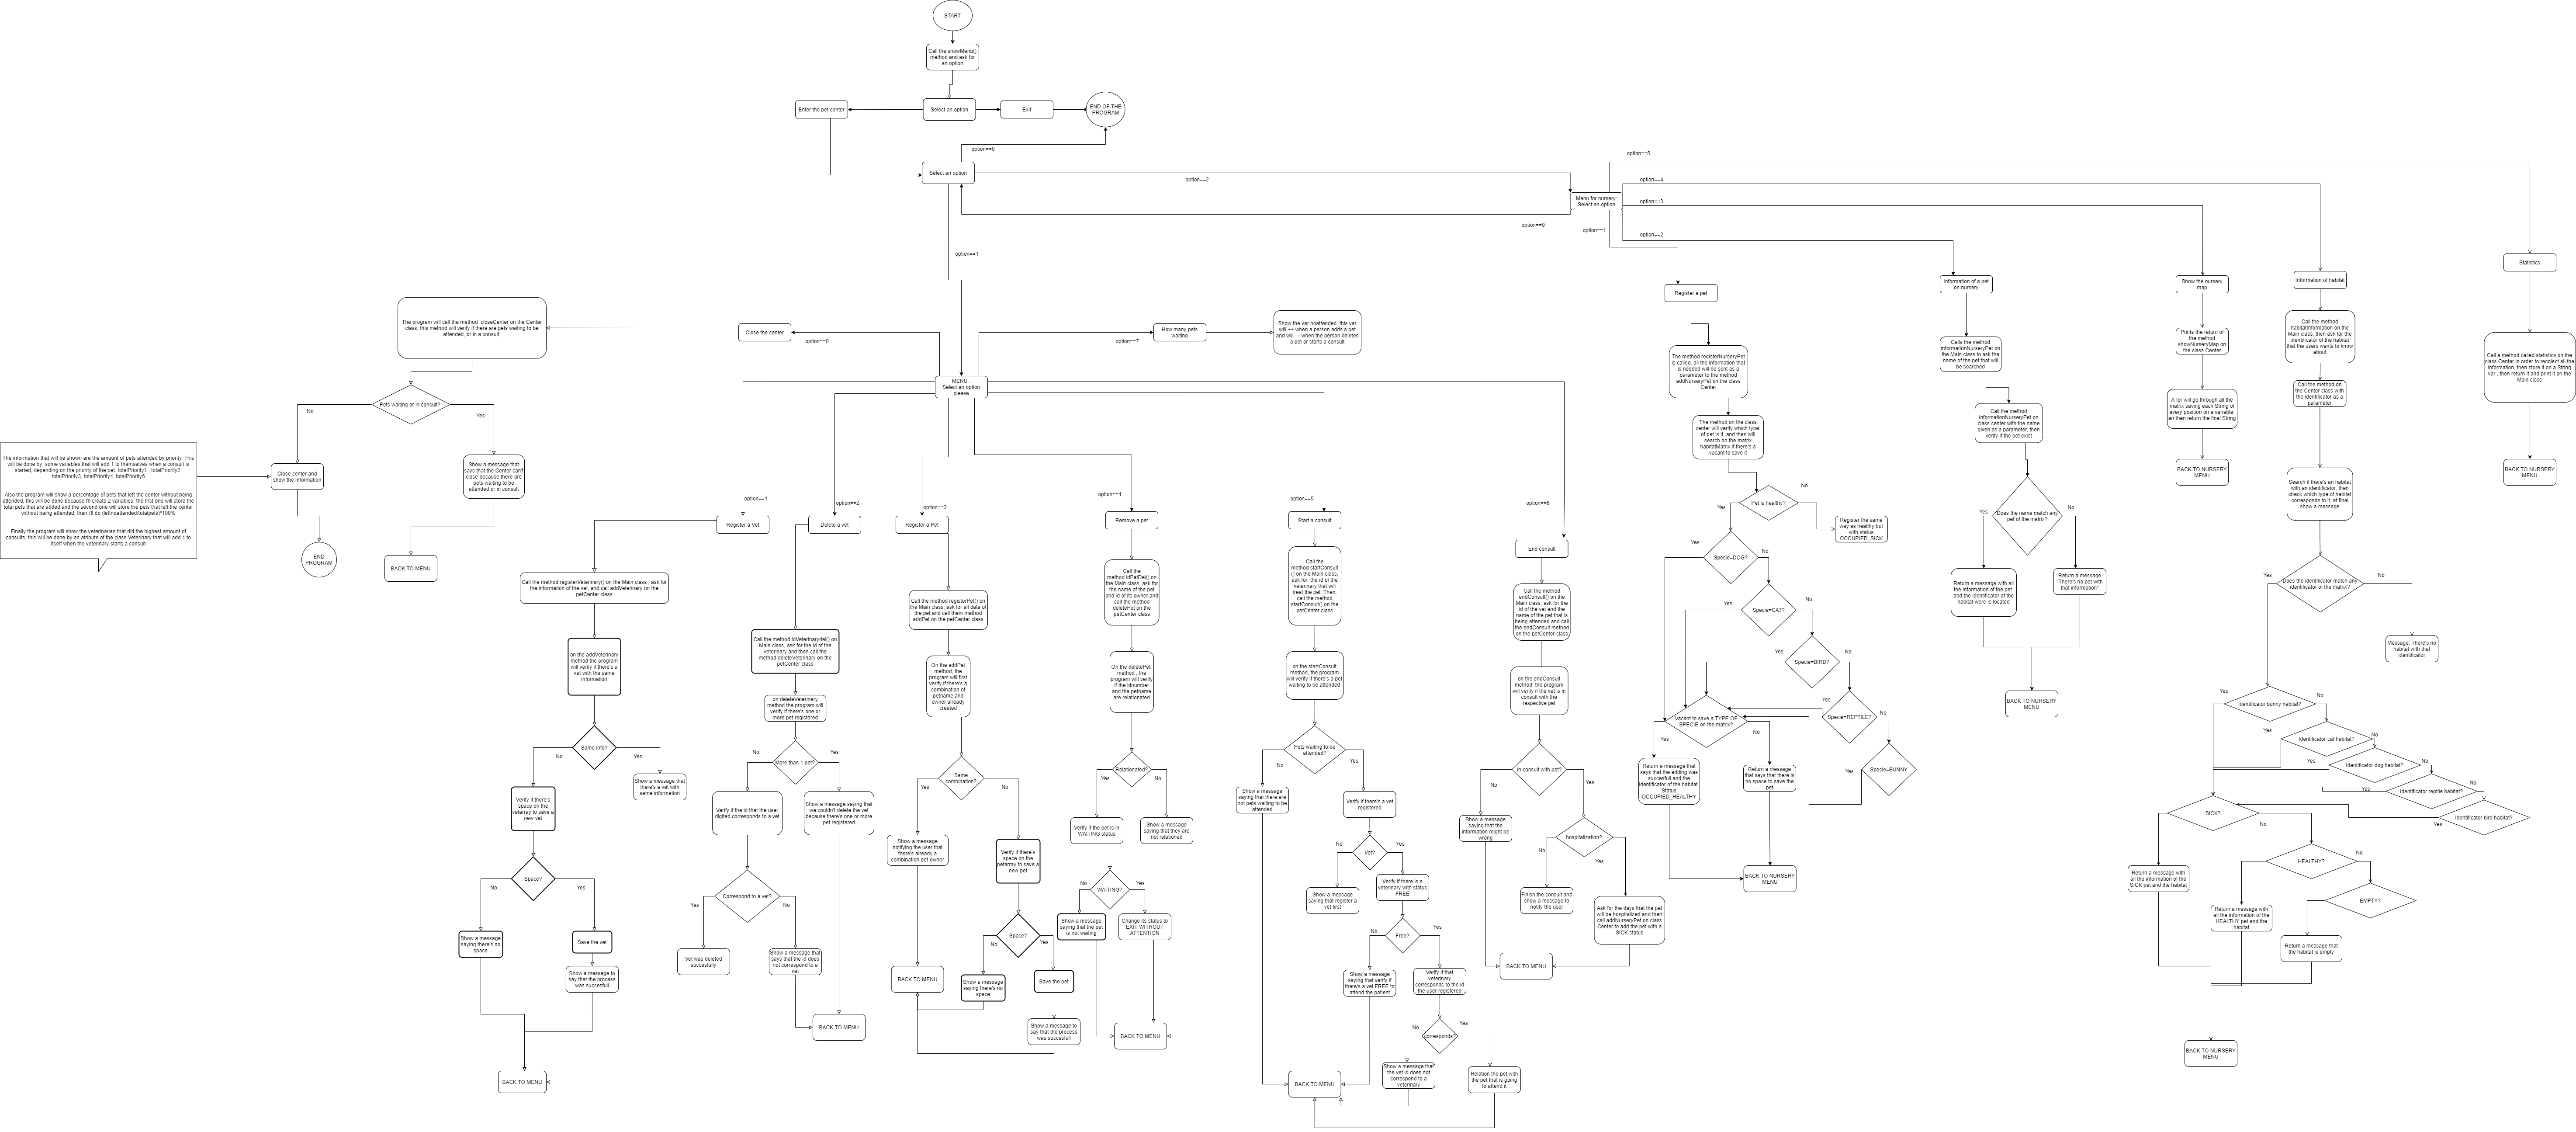 START
Call the showMenu()
method and ask for
an option
Enter the pet center
Select an option
Exit
END OF THE
PROGRAM
option==0
Select an option
option==2
option==5
option==4
option==3
Menu for nursery:
Select an option
option==0
option==1
option==2
option==1
Statistics
Information of a pet
on nursery
Show the nursery
map
Information of habitat
Register a pet
The program will call the method closeCenter on the Center
class, this method will verify if there are pets waiting to be
attended, or in a consult;
Close the center
option==0
How many pets
waiting
option==7
Show the var noattended, this var
will ++ when a person adds a pet
and will -- when the person deletes
a pet or starts a consult
MENU :
Select an option
please
Pets waiting or in consult?
No
Yes
The information that will be shown are the amount of pets attended by priority, This
will be done by some variables that will add 1 to themselves when a consult is
started, depending on the priority of the pet: totalPriority1 , totalPriority2,
totalPriority3, totalPriority4, totalPriority5
Also the program will show a percentage of pets that left the center without being
attended, this will be done because i'll create 2 variables. the first one will store the
total pets that are added and the second one will store the pets that left the center
without being attended, then I'll do (leftnoattended/totalpets)*100%
Finally the program will show the veterinarian that did the highest amount of
consults, this will be done by an atribute of the class Veterinary that will add 1 to
itself when the veterinary starts a consult
Close center and
show the information
END
PROGRAM
Show a message that
says that the Center can't
close because there are
pets waiting to be
attended or in consult
BACK TO MENU
option==1
Register a Vet
Call the method registerVeterinary() on the Main class , ask for
the information of the vet, and call addVeterinary on the
petCenter class
on the addVeterinary
method the program
will verify if there's a
vet with the same
information
Same info?
No
Yes
Show a message that
there's a vet with
same information
Verify if there's
space on the
vetarray to save a
new vet
Space?
No
Yes
Show a message
saying there's no
space
Save the vet
Show a message to
say that the process
was succesfull
BACK TO MENU
option==2
Delete a vet
Call the method idVeterinarydel() on
Main class, ask for the id of the
veterinary and then call the
method deleteVeterinary on the
petCenter class
on deleteVeterinary
method the program will
verify if there's one or
more pet registered
More than 1 pet?
No
Yes
Verify if the id that the user
digited corresponds to a vet
Show a message saying that
we couldn't delete the vet
because there's one or more
pet registered
Correspond to a vet?
Yes
No
Vet was deleted
succesfully
Show a message that
says that the id does
not correspond to a
vet
BACK TO MENU
option==3
Register a Pet
Call the method registerPet() on
the Main class, ask for all data of
the pet and call them method
addPet on the petCenter class
On the addPet
method, the
program will first
verify if there's a
combination of
petname and
owner already
created
Same
combination?
Yes
No
Show a message
notifying the user that
there's already a
combination pet-owner
Verify if there's
space on the
petarray to save a
new pet
Space?
No
Yes
Show a message
saying there's no
space
Save the pet
Show a message to
say that the process
was succesfull
BACK TO MENU
option==4
Remove a pet
Call the
method idPetDel() on
the Main class, ask for
the name of the pet
and id of its owner and
call the method
deletePet on the
petCenter class
On the deletePet
method , the
program will verify
if the idnumber
and the petname
are relationated
Relationated?
Yes
No
Verify if the pet is in
WAITING status
Show a message
saying that they are
not relationed
WAITING?
No
Yes
Show a message
saying that the pet
is not waiting
Change its status to
EXIT WITHOUT
ATTENTION
BACK TO MENU
option==5
Start a consult
Call the
method startConsult
() on the Main class,
ask for the id of the
veterinary that will
treat the pet. Then,
call the method
startConsult() on the
petCenter class
on the startConsult
method, the program
will verify if there's a pet
waiting to be attended
Pets waiting to be
attended?
No
Yes
Show a message
saying that there are
not pets waiting to be
attended
Verify if there's a vet
registered
Vet?
No
Yes
Show a message
saying that register a
vet first
Verify if there is a
veterinary with status
FREE
Free?
No
Yes
Show a message
saying that verify if
there's a vet FREE to
attend the patient
Verify if that
veterinary
corresponds to the id
the user registered
corresponds?
No
Yes
Show a message that
the vet id does not
correspond to a
veterinary
Relation the pet with
the pet that is going
to attend it
BACK TO MENU
option==6
End consult
Call the method
endConsult() on the
Main class, ask for the
id of the vet and the
name of the pet that is
being attended and call
the endConsult method
on the petCenter class
on the endConsult
method the program
will verify if the vet is in
consult with the
respective pet
In consult with pet?
No
Yes
Show a message
saying that the
information might be
wrong
hospitalization?
No
Yes
Finish the consult and
show a message to
notify the user
Ask for the days that the pet
will be hospitalized and then
call addNurseryPet on class
Center to add the pet with a
SICK status
BACK TO MENU
The method registerNurseryPet
is called, all the information that
is needed will be sent as a
parameter to the method
addNurseryPet on the class
Center
The method on the class
center will verify which type
of pet is it, and then will
search on the matrix
habitatMatrix if there's a
vacant to save it
Pet is healthy?
No
Yes
Register the same
way as healthy but
with status
OCCUPIED_SICK
Specie=DOG?
Yes
No
Specie=CAT?
Yes
No
Specie=BIRD?
Yes
No
Specie=REPTILE?
Yes
No
Specie=BUNNY
Yes
Vacant to save a TYPE OF
SPECIE on the matrix?
Yes
No
Return a message that
says that the adding was
succesful and the
identificator of the habitat
Status
OCCUPIED_HEALTHY
Return a message
that says that there is
no space to save the
pet
BACK TO NURSERY
MENU
Calls the method
informationNurseryPet on
the Main class to ask the
name of the pet that will
be searched
Call the method
informationNurseryPet on
class center with the name
given as a parameter, then
verify if the pet exist
Does the name match any
pet of the matrix?
Yes
No
Return a message with all
the information of the pet
and the identificator of the
habitat were is located
Return a message
"There's no pet with
that information"
BACK TO NURSERY
MENU
Prints the return of
the method
showNurseryMap on
the class Center
A for will go through all the
matrix saving each String of
every position on a variable,
an then return the final String
BACK TO NURSERY
MENU
Call the method
habitatInformation on the
Main class, then ask for the
identificator of the habitat
that the users wants to know
about
Call the method on
the Center class with
the identificator as a
parameter
Search if there's an habitat
with an identificator, then
check which type of habitat
corresponds to it, at final
show a message
Does the identificator match any
identificator of the matrix?
Yes
No
Message: There's no
habitat with that
identificator
Identificator bunny habitat?
Yes
No
Identificator cat habitat?
Yes
No
Identificator dog habitat?
No
Identificator reptile habitat?
Yes
No
Identificator bird habitat?
Yes
SICK?
Yes
No
Return a message with
all the information of the
SICK pet and the habitat
HEALTHY?
No
Yes
Return a message with
all the information of the
HEALTHY pet and the
habitat
EMPTY?
Yes
Return a message that
the habitat is empty
BACK TO NURSERY
MENU
Call a method called statistics on the
class Center in order to recolect all the
information, then store it on a String
var , then return it and print it on the
Main class
BACK TO NURSERY
MENU